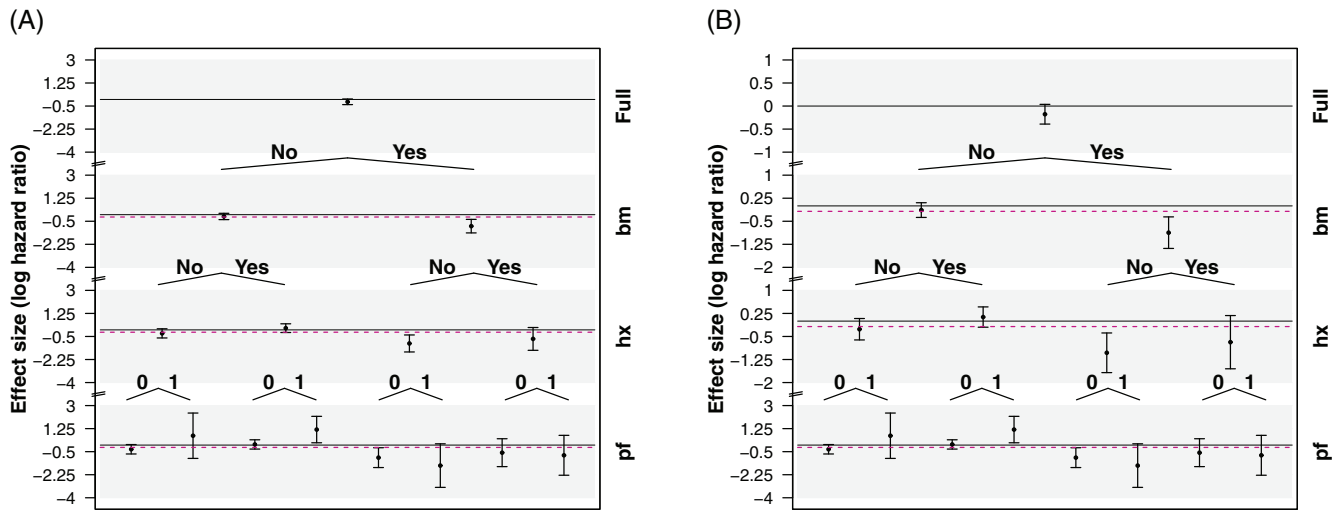 (A)
Effect size (log hazard ratio)
3
1.25
−0.5
−2.25
−4
Full
No Yes
3
1.25
−0.5
−2.25
−4
bm
No Yes No Yes
3
1.25
−0.5
−2.25
−4
hx
0 1 0 1 0 1 0 1
3
1.25
−0.5
−2.25
−4
pf
(B)
Effect size (log hazard ratio)
1
0.5
0
−0.5
−1
Full
No Yes
1
0.25
−0.5
−1.25
−2
bm
No Yes No Yes
1
0.25
−0.5
−1.25
−2
hx
0 1 0 1 0 1 0 1
3
1.25
−0.5
−2.25
−4
pf